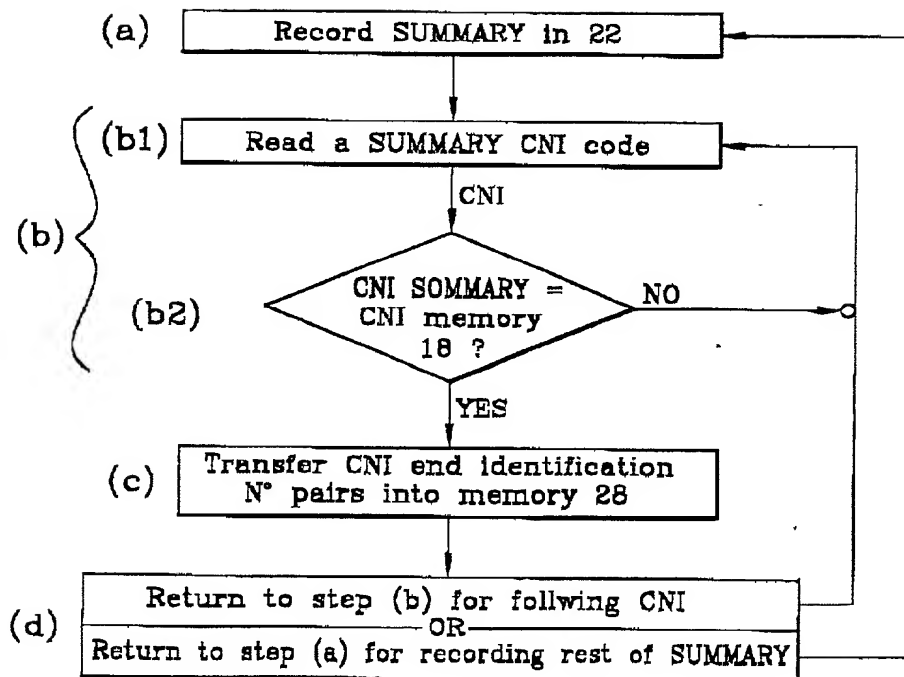 (a)
Record SUMMARY in 22
(b)
(b1)
Read a SUMMARY CNI code
CNI
(b2)
CNI SOMMARY =
CNI memory
18 ?
NO
YES
(c)
Transfer CNI end identification
N° pairs into memory 28
(d)
Return to step (b) for follwing CNI
OR
Return to step (a) for recording rest of SUMMARY